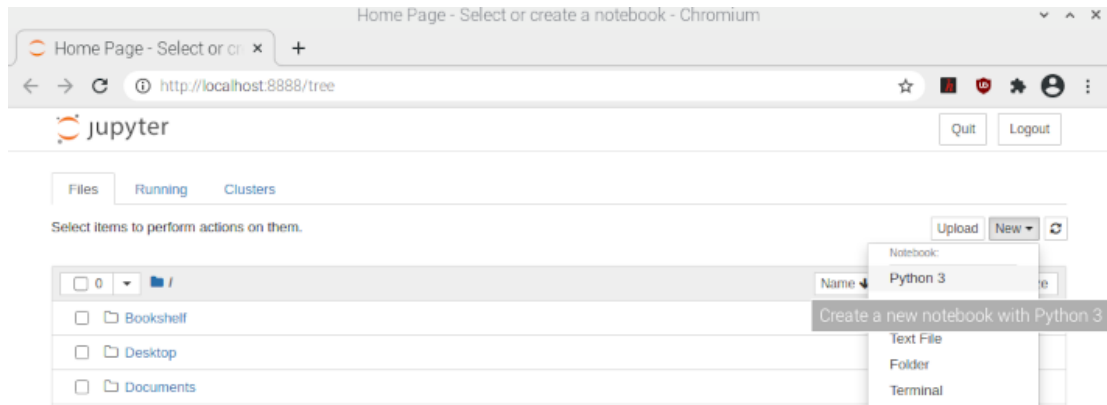 Home Page - Select or create a notebook - Chromium
Home Page - Select or cr
http://localhost:8888/tree
jupyter
Quit Logout
Files Running Clusters
Select items to perform actions on them.
Upload New
Notebook:
0 / Name
Python 3
Create a new notebook with Python 3
Bookshelf
Text File
Desktop
Folder
Documents
Terminal